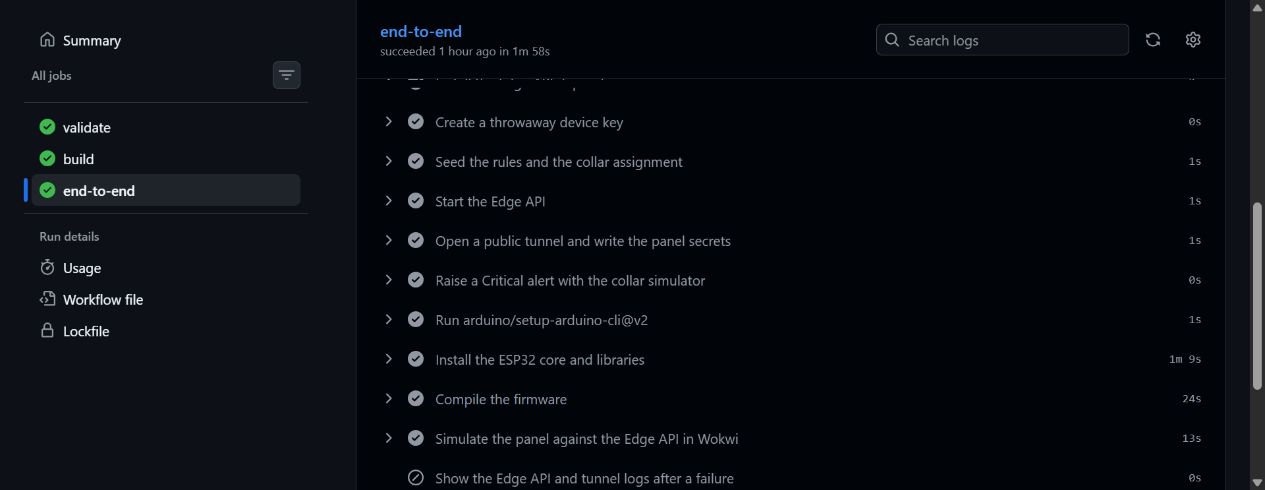 Summary
All jobs
validate
build
end-to-end
Run details
Usage
Workflow file
Lockfile
end-to-end
succeeded 1 hour ago in 1m 58s
Search logs
Create a throwaway device key 0s
Seed the rules and the collar assignment 1s
Start the Edge API 1s
Open a public tunnel and write the panel secrets 1s
Raise a Critical alert with the collar simulator 0s
Run arduino/setup-arduino-cli@v2 1s
Install the ESP32 core and libraries 1m 9s
Compile the firmware 24s
Simulate the panel against the Edge API in Wokwi 13s
Show the Edge API and tunnel logs after a failure 0s